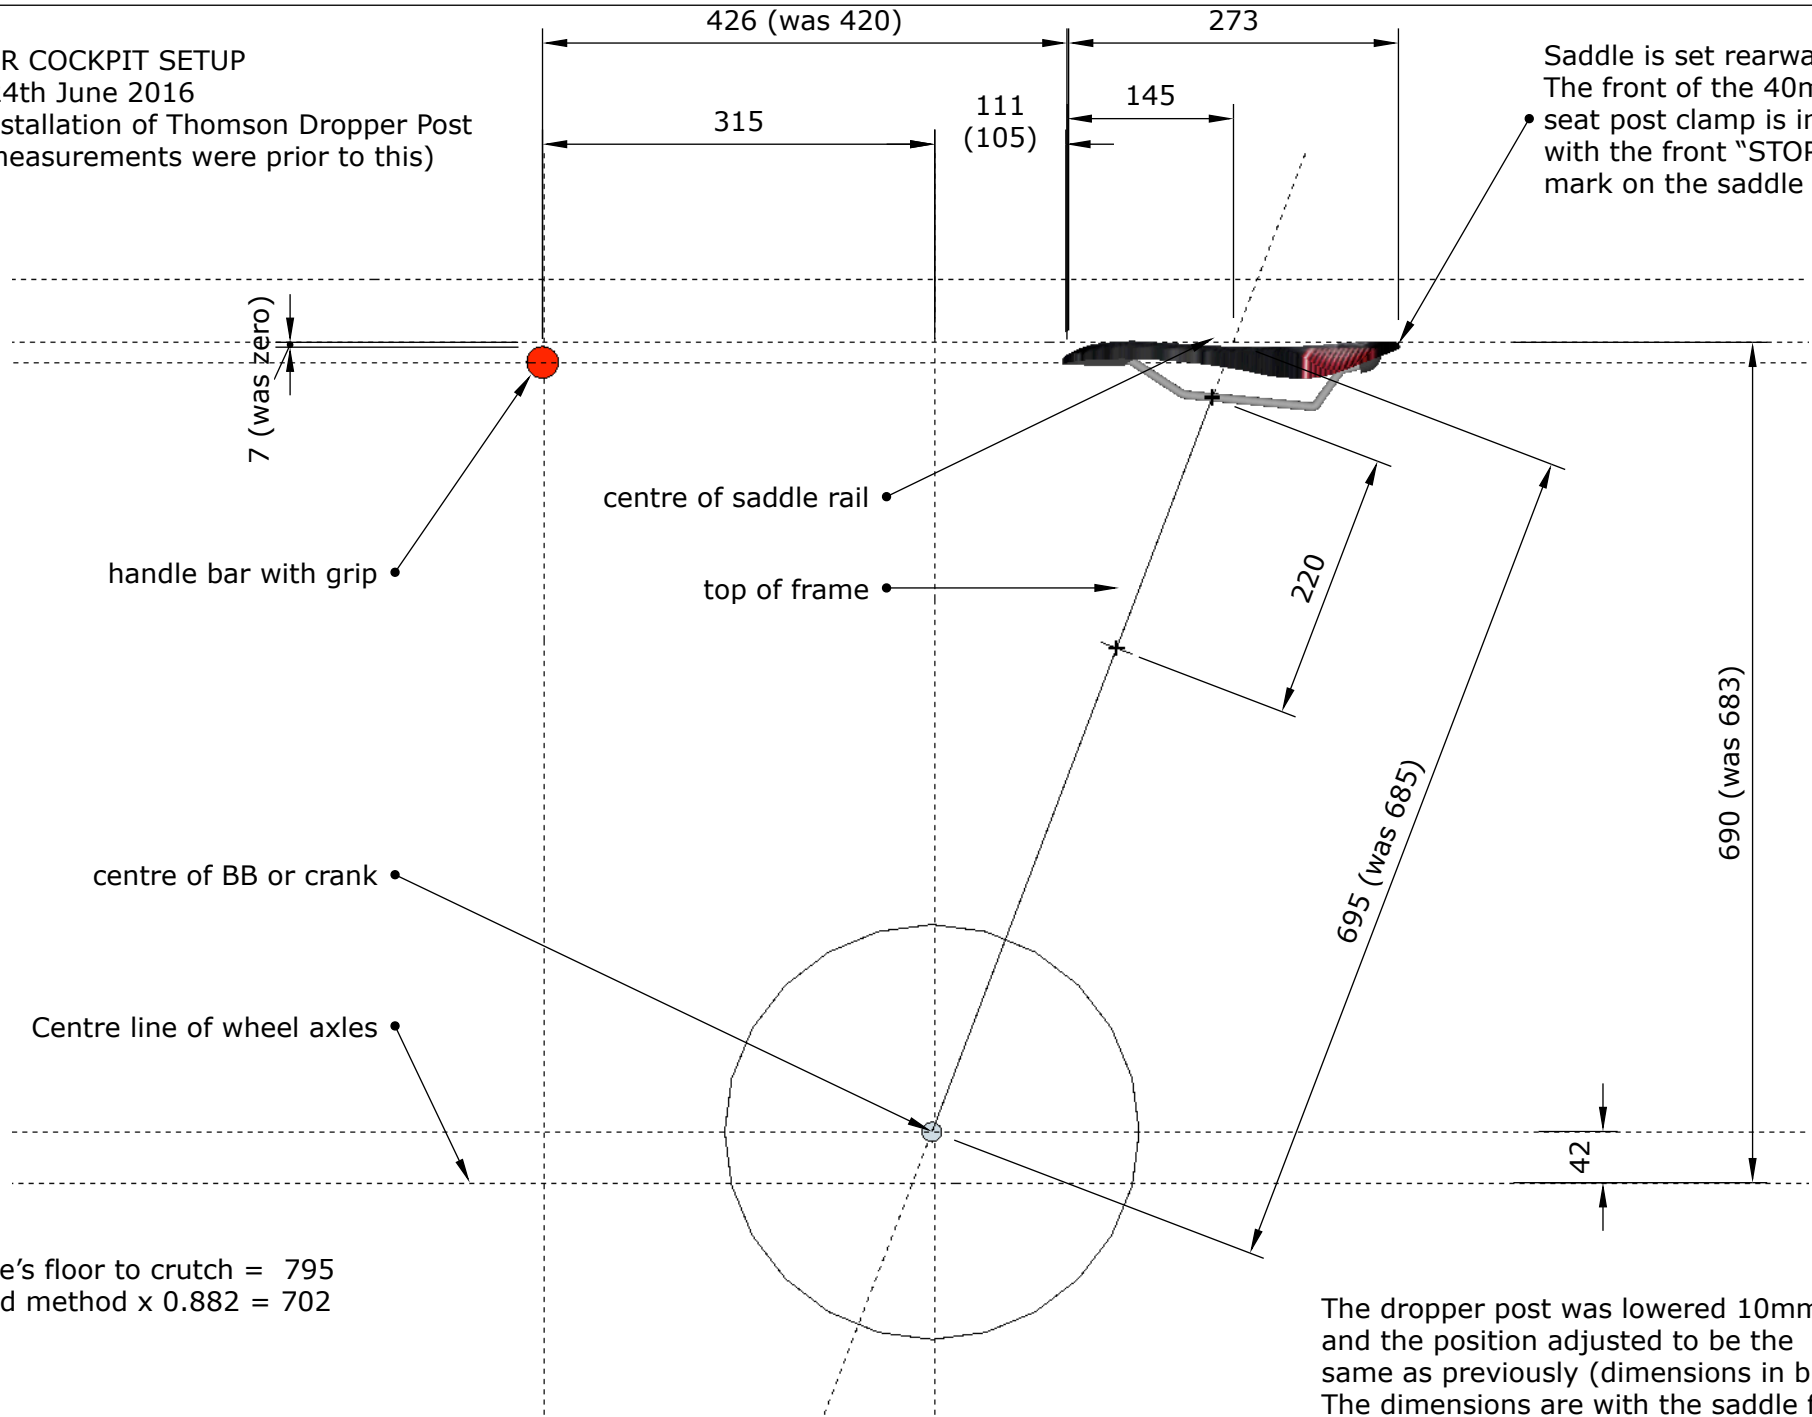 426 (was 420)
273
R COCKPIT SETUP
14th June 2016
stallation of Thomson Dropper Post
measurements were prior to this)
315
111
(105)
145
Saddle is set rearwa
The front of the 40m
seat post clamp is in
with the front “STOP
mark on the saddle
7 (was zero)
centre of saddle rail
handle bar with grip
top of frame
220
695 (was 685)
690 (was 683)
centre of BB or crank
Centre line of wheel axles
42
e’s floor to crutch = 795
d method x 0.882 = 702
The dropper post was lowered 10mm
and the position adjusted to be the
same as previously (dimensions in b
The dimensions are with the saddle f